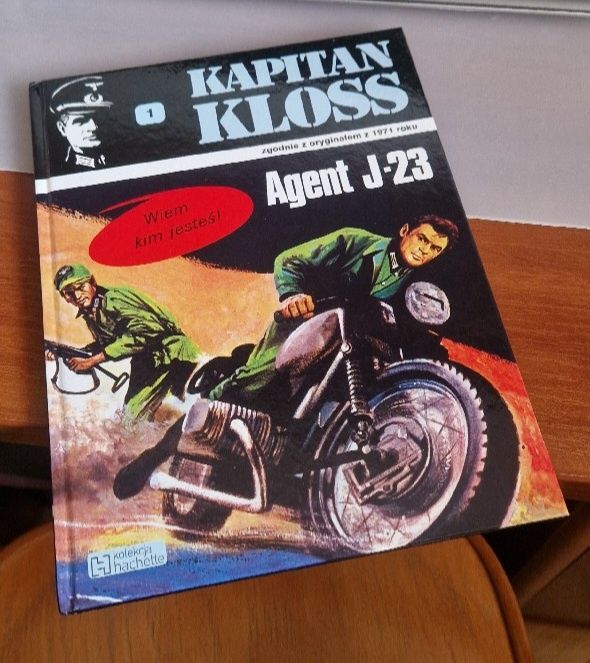 1
KAPITAN
KLOSS
zgodnie z oryginałem z 1971 roku
Agent J-23
Wiem
kim jesteś!
H
kolekcja
hachette